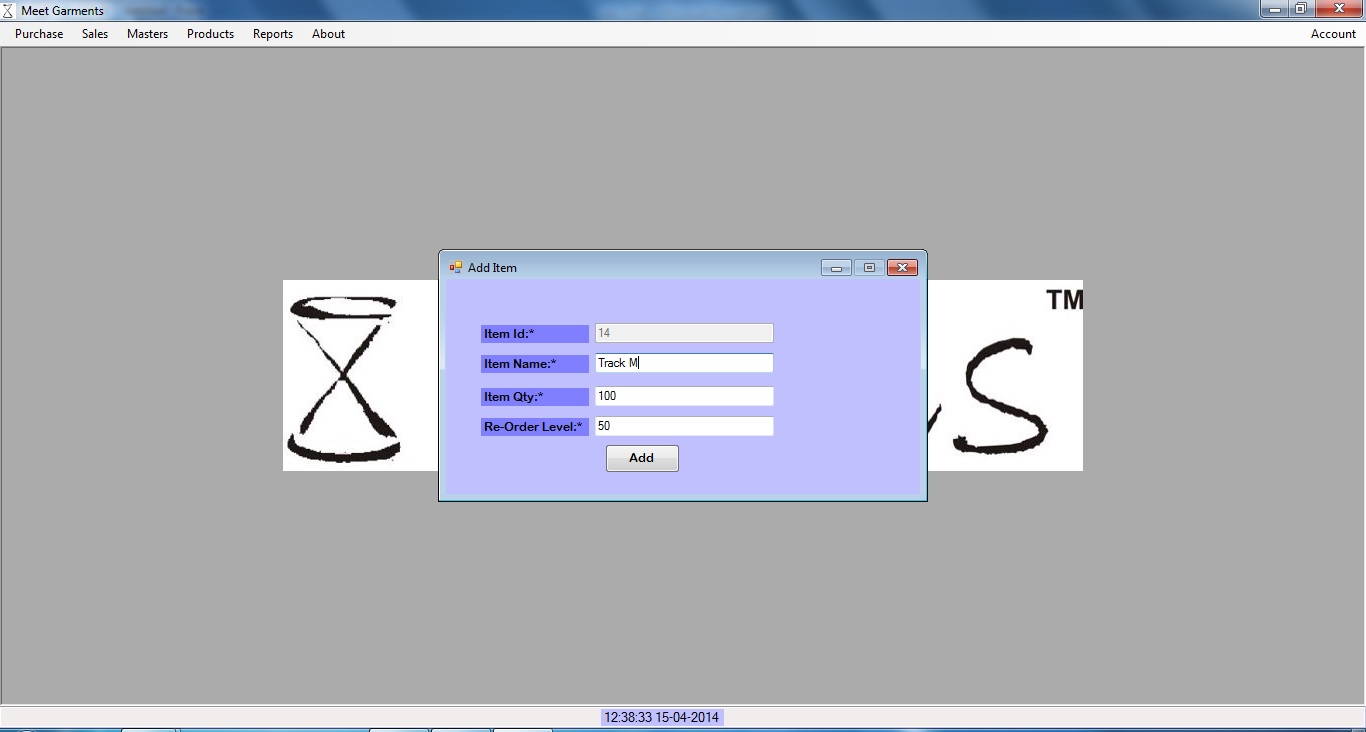 Meet Garments
Purchase Sales Masters Products Reports About Account
TM
Add Item
Item Id:* 14
Item Name:* Track M
Item Qty:* 100
Re-Order Level:* 50
Add
S
12:38:33 15-04-2014